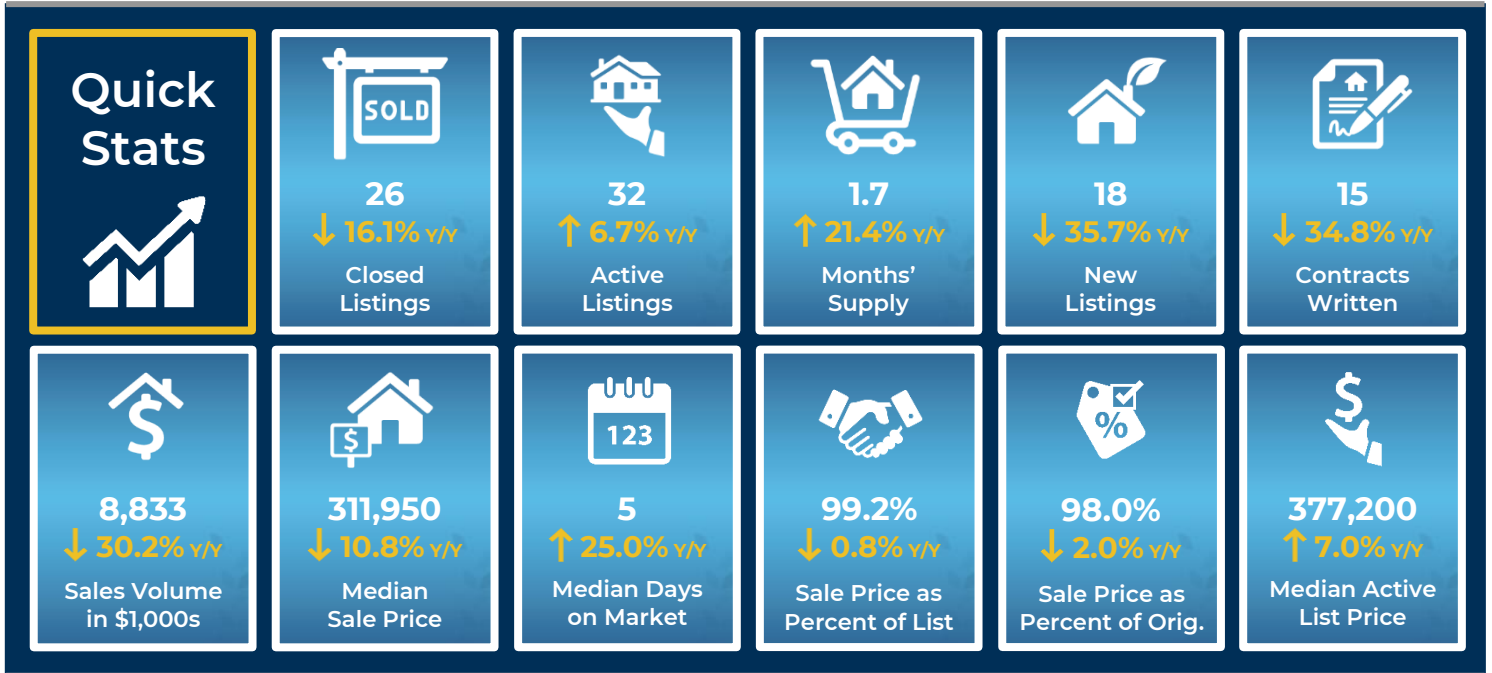 Quick
Stats
SOLD
26
↓ 16.1% Y/Y
Closed
Listings
32
↑ 6.7% Y/Y
Active
Listings
1.7
↑ 21.4% Y/Y
Months’
Supply
18
↓ 35.7% Y/Y
New
Listings
15
↓ 34.8% Y/Y
Contracts
Written
$
8,833
↓ 30.2% Y/Y
Sales Volume
in $1,000s
$
311,950
↓ 10.8% Y/Y
Median
Sale Price
123
5
↑ 25.0% Y/Y
Median Days
on Market
99.2%
↓ 0.8% Y/Y
Sale Price as
Percent of List
%
98.0%
↓ 2.0% Y/Y
Sale Price as
Percent of Orig.
$
377,200
↑ 7.0% Y/Y
Median Active
List Price